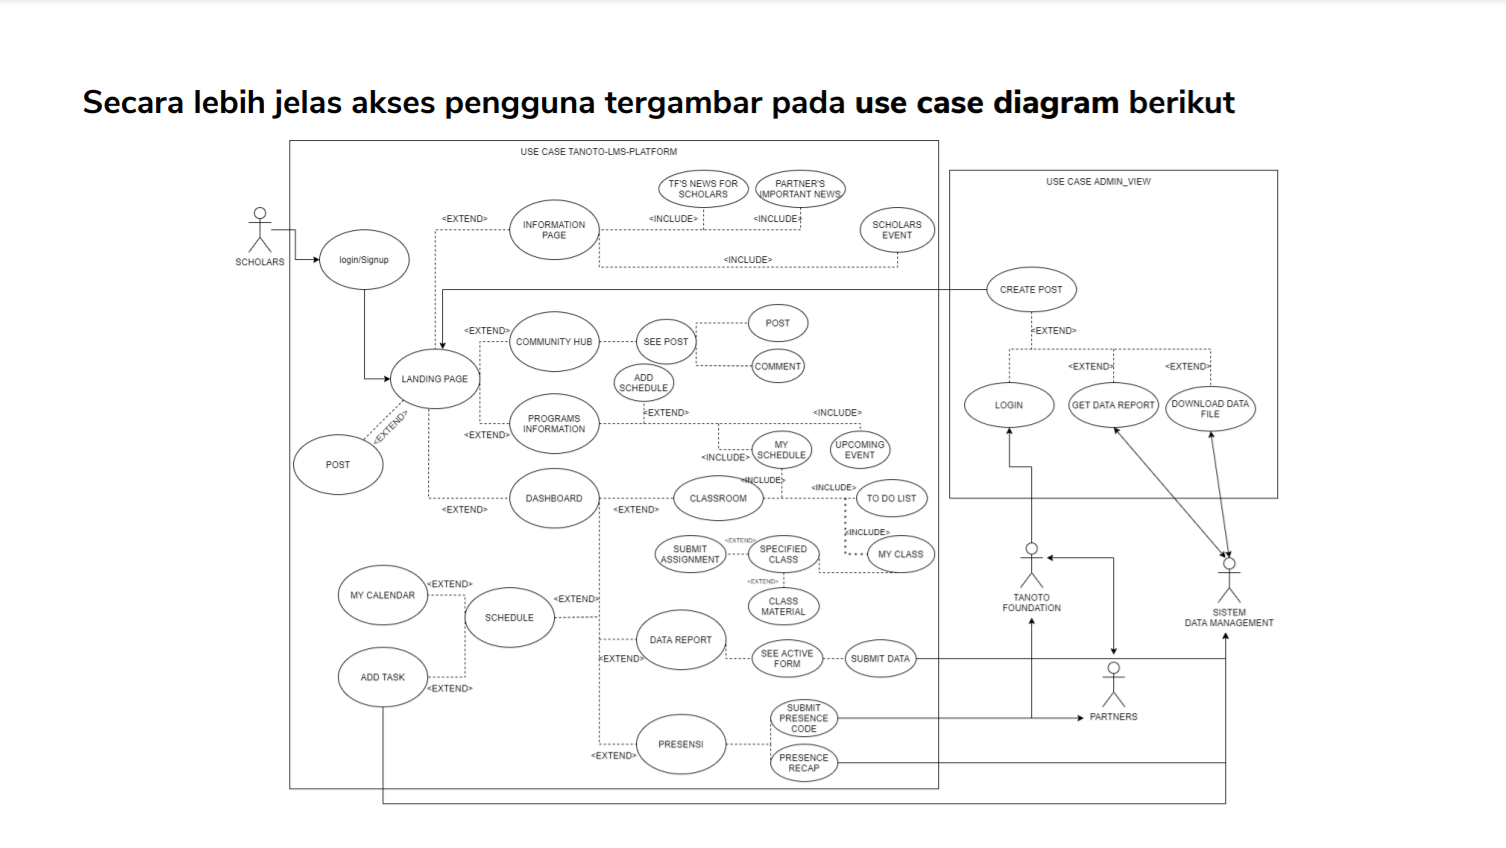 Secara lebih jelas akses pengguna tergambar pada use case diagram berikut
USE CASE TANOTO-LMS-PLATFORM
USE CASE ADMIN_VIEW
TF'S NEWS FOR
SCHOLARS
PARTNER'S
IMPORTANT NEWS
<EXTEND>
INFORMATION
PAGE
<INCLUDE>
<INCLUDE>
SCHOLARS
EVENT
<INCLUDE>
SCHOLARS
login/Signup
CREATE POST
<EXTEND>
<EXTEND>
COMMUNITY HUB
SEE POST
POST
COMMENT
LANDING PAGE
ADD
SCHEDULE
<EXTEND>
<EXTEND>
LOGIN
GET DATA REPORT
DOWNLOAD DATA
FILE
<EXTEND>
PROGRAMS
INFORMATION
<EXTEND>
<INCLUDE>
<EXTEND>
POST
<INCLUDE>
MY
SCHEDULE
UPCOMING
EVENT
<INCLUDE>
<INCLUDE>
DASHBOARD
<EXTEND>
<EXTEND>
CLASSROOM
TO DO LIST
<INCLUDE>
SUBMIT
ASSIGNMENT
<EXTEND>
SPECIFIED
CLASS
MY CLASS
<EXTEND>
CLASS
MATERIAL
MY CALENDAR
<EXTEND>
SCHEDULE
<EXTEND>
TANOTO
FOUNDATION
SISTEM
DATA MANAGEMENT
DATA REPORT
<EXTEND>
SEE ACTIVE
FORM
SUBMIT DATA
ADD TASK
<EXTEND>
SUBMIT
PRESENCE
CODE
PARTNERS
PRESENSI
<EXTEND>
PRESENCE
RECAP